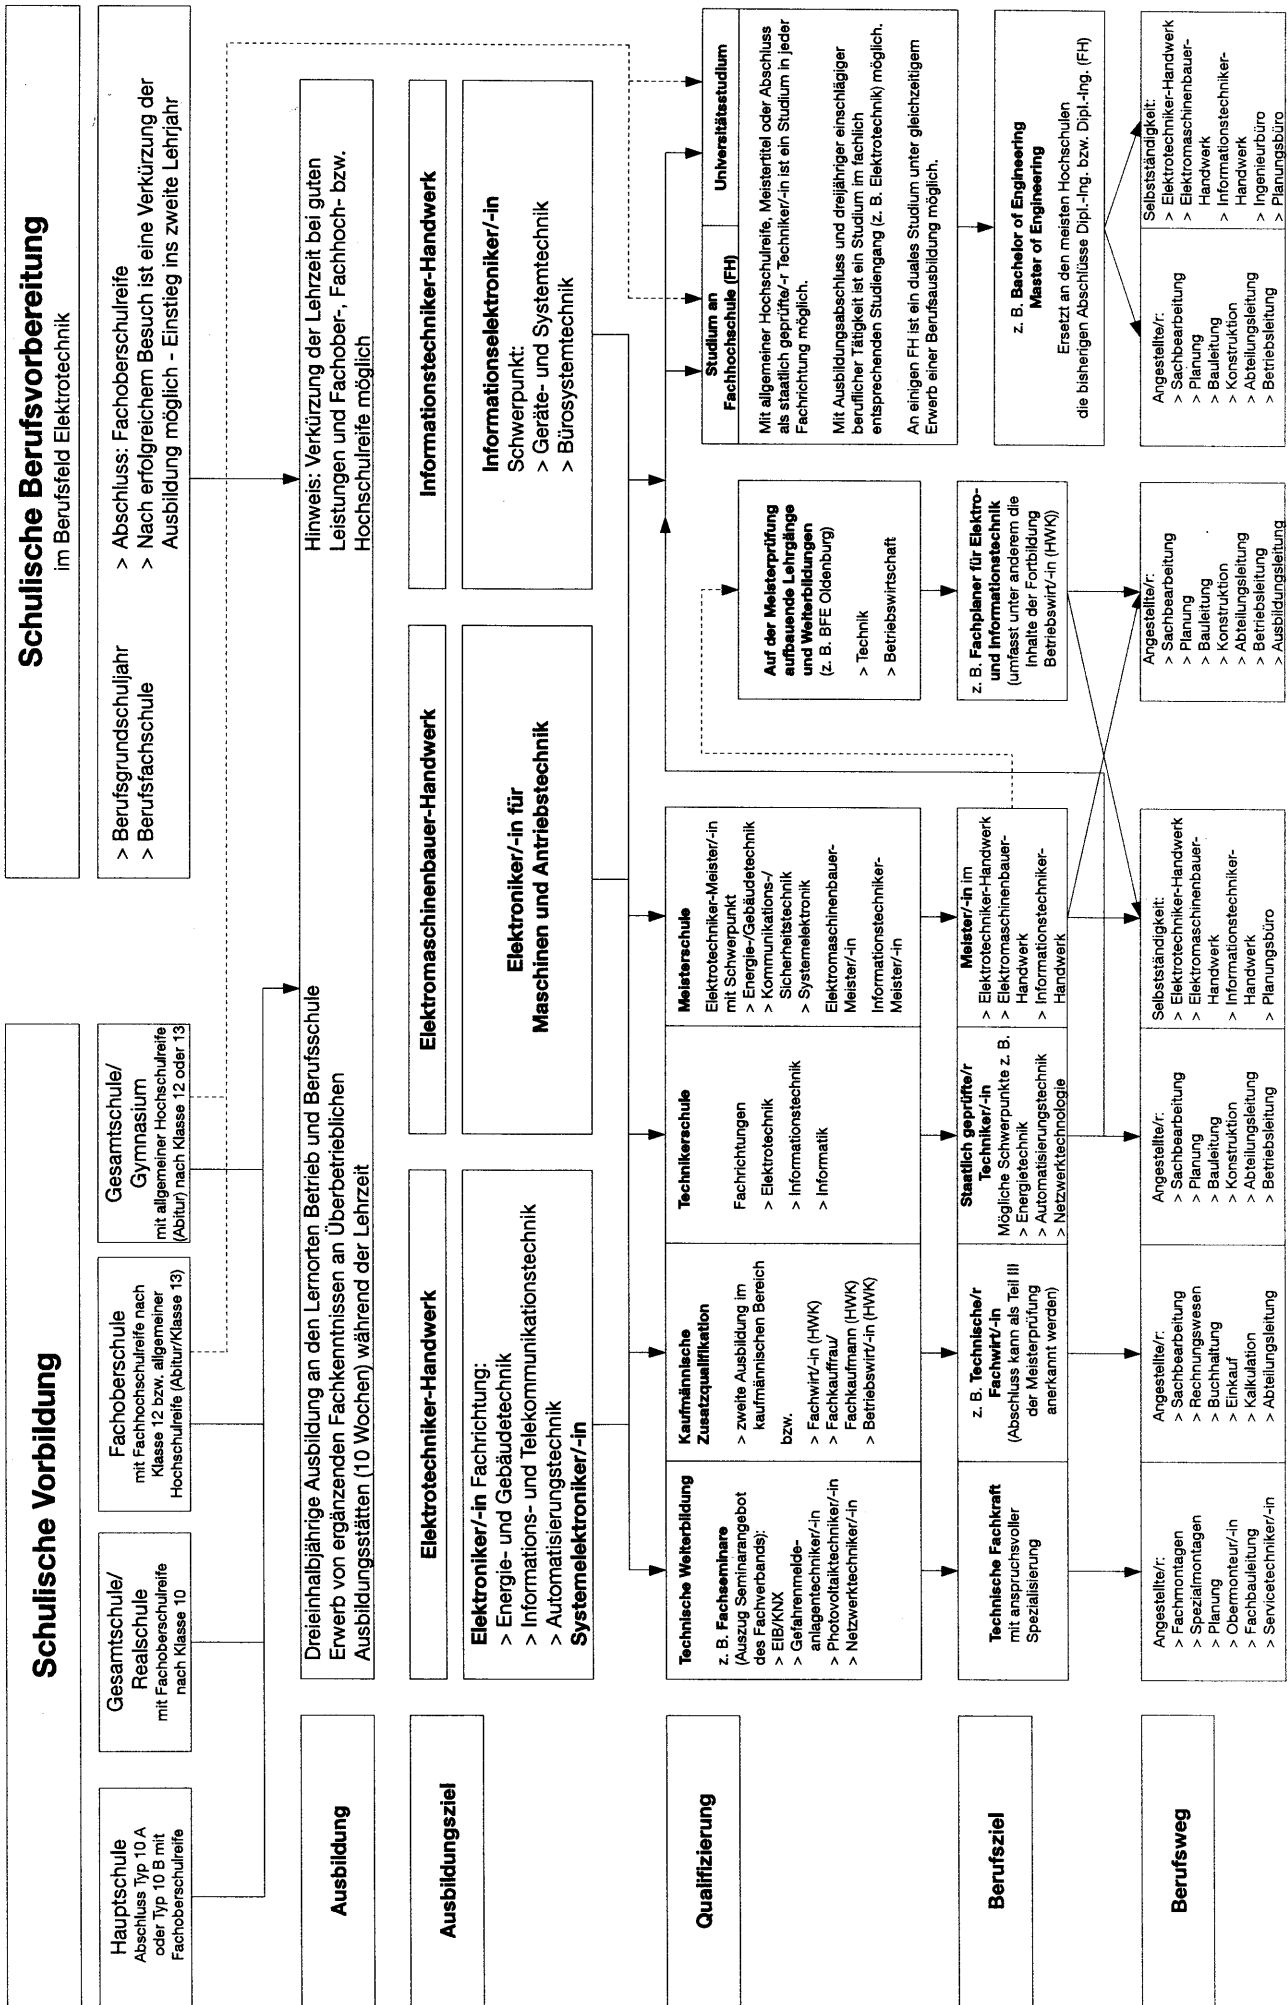 Schulische Vorbildung
Schulische Berufsvorbereitung
im Berufsfeld Elektrotechnik
Hauptschule
Abschluss Typ 10 A
oder Typ 10 B mit
Fachoberschulreife
Gesamtschule/
Realschule
mit Fachoberschulreife
nach Klasse 10
Fachoberschule
mit Fachhochschulreife nach
Klasse 12 bzw. allgemeiner
Hochschulreife (Abitur/Klasse 13)
Gesamtschule/
Gymnasium
mit allgemeiner Hochschulreife
(Abitur) nach Klasse 12 oder 13
> Berufsgrundschuljahr
> Berufsfachschule
> Abschluss: Fachoberschulreife
> Nach erfolgreichem Besuch ist eine Verkürzung der
Ausbildung möglich - Einstieg ins zweite Lehrjahr
Ausbildung
Dreieinhalbjährige Ausbildung an den Lernorten Betrieb und Berufsschule
Erwerb von ergänzenden Fachkenntnissen an Überbetrieblichen
Ausbildungsstätten (10 Wochen) während der Lehrzeit
Hinweis: Verkürzung der Lehrzeit bei guten
Leistungen und Fachober-, Fachhoch- bzw.
Hochschulreife möglich
Ausbildungsziel
Elektrotechniker-Handwerk
Elektromaschinenbauer-Handwerk
Informationstechniker-Handwerk
Elektroniker/-in Fachrichtung:
> Energie- und Gebäudetechnik
> Informations- und Telekommunikationstechnik
> Automatisierungstechnik
Systemelektroniker/-in
Elektroniker/-in für
Maschinen und Antriebstechnik
Informationselektroniker/-in
Schwerpunkt:
> Geräte- und Systemtechnik
> Bürosystemtechnik
Qualifizierung
Technische Weiterbildung
z. B. Fachseminare
(Auszug Seminarangebot
des Fachverbands):
> EIB/KNX
> Gefahrenmelde-
anlagentechniker/-in
> Photovoltaiktechniker/-in
> Netzwerktechniker/-in
Kaufmännische
Zusatzqualifikation
> zweite Ausbildung im
kaufmännischen Bereich
bzw.
> Fachwirt/-in (HWK)
> Fachkauffrau/
Fachkaufmann (HWK)
> Betriebswirt/-in (HWK)
Technikerschule
Fachrichtungen
> Elektrotechnik
> Informationstechnik
> Informatik
Meisterschule
Elektrotechniker-Meister/-in
mit Schwerpunkt
> Energie-/Gebäudetechnik
> Kommunikations-/
Sicherheitstechnik
> Systemelektronik
Elektromaschinenbauer-
Meister/-in
Informationstechniker-
Meister/-in
Auf der Meisterprüfung
aufbauende Lehrgänge
und Weiterbildungen
(z. B. BFE Oldenburg)
> Technik
> Betriebswirtschaft
Studium an
Fachhochschule (FH)
Universitätsstudium
Mit allgemeiner Hochschulreife, Meistertitel oder Abschluss
als staatlich geprüfte/-r Techniker/-in ist ein Studium in jeder
Fachrichtung möglich.
Mit Ausbildungsabschluss und dreijähriger einschlägiger
beruflicher Tätigkeit ist ein Studium im fachlich
entsprechenden Studiengang (z. B. Elektrotechnik) möglich.
An einigen FH ist ein duales Studium unter gleichzeitigem
Erwerb einer Berufsausbildung möglich.
Berufsziel
Technische Fachkraft
mit anspruchsvoller
Spezialisierung
z. B. Technische/r
Fachwirt/-in
(Abschluss kann als Teil III
der Meisterprüfung
anerkannt werden)
Staatlich geprüfte/r
Techniker/-in
Mögliche Schwerpunkte z. B.
> Energietechnik
> Automatisierungstechnik
> Netzwerktechnologie
Meister/-in im
> Elektrotechniker-Handwerk
> Elektromaschinenbauer-
Handwerk
> Informationstechniker-
Handwerk
z. B. Fachplaner für Elektro-
und Informationstechnik
(umfasst unter anderem die
Inhalte der Fortbildung
Betriebswirt/-in (HWK))
z. B. Bachelor of Engineering
Master of Engineering
Ersetzt an den meisten Hochschulen
die bisherigen Abschlüsse Dipl.-Ing. bzw. Dipl.-Ing. (FH)
Berufsweg
Angestellte/r:
> Fachmontagen
> Spezialmontagen
> Planung
> Obermonteur/in
> Fachbauleitung
> Servicetechniker/-in
Angestellte/r:
> Sachbearbeitung
> Rechnungswesen
> Buchhaltung
> Einkauf
> Kalkulation
> Abteilungsleitung
Angestellte/r:
> Sachbearbeitung
> Planung
> Bauleitung
> Konstruktion
> Abteilungsleitung
> Betriebsleitung
Selbstständigkeit:
> Elektrotechniker-Handwerk
> Elektromaschinenbauer-
Handwerk
> Informationstechniker-
Handwerk
> Planungsbüro
Angestellte/r:
> Sachbearbeitung
> Planung
> Bauleitung
> Konstruktion
> Abteilungsleitung
> Betriebsleitung
> Ausbildungsleitung
Angestellte/r:
> Sachbearbeitung
> Planung
> Bauleitung
> Konstruktion
> Abteilungsleitung
> Betriebsleitung
Selbstständigkeit:
> Elektrotechniker-Handwerk
> Elektromaschinenbauer-
Handwerk
> Informationstechniker-
Handwerk
> Ingenieurbüro
> Planungsbüro